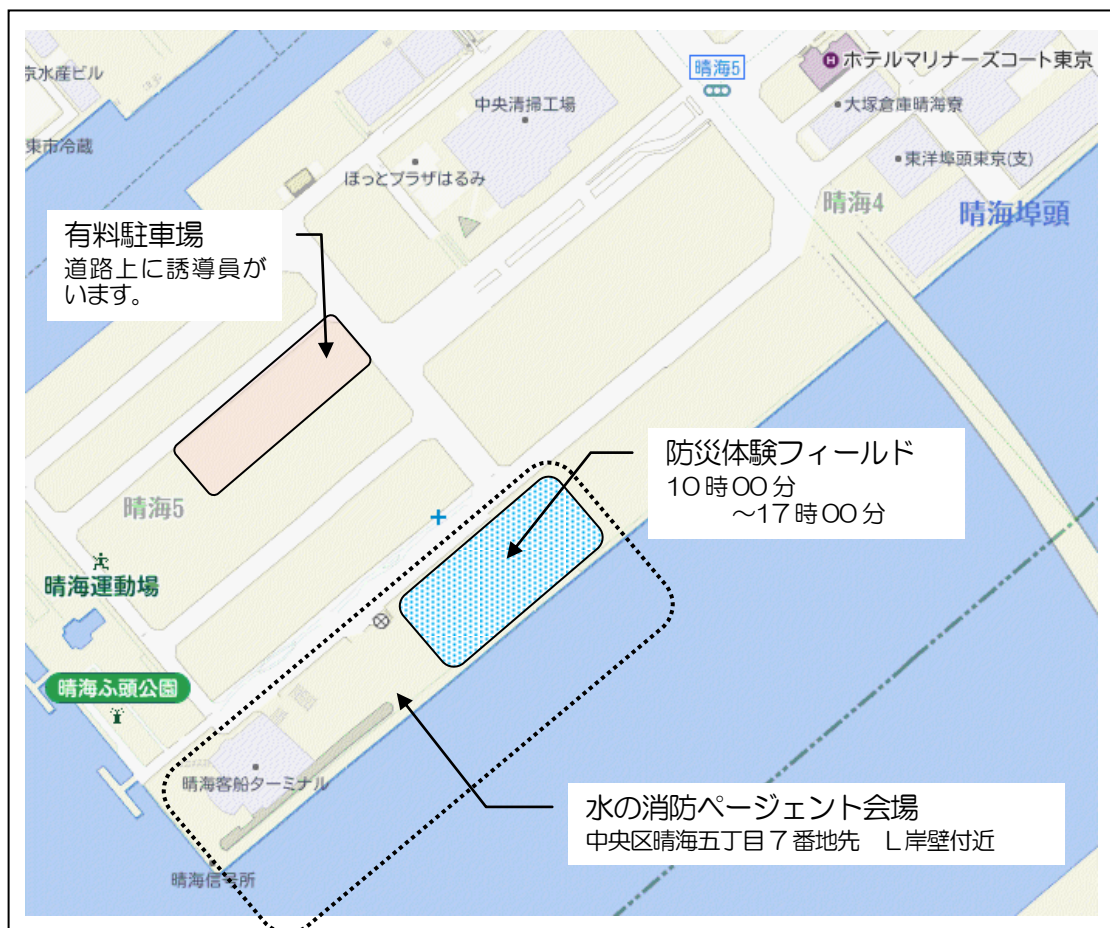 京水産ビル
東市冷蔵
中央清掃工場
ほっとプラザはるみ
晴海5
ホテルマリナーズコート東京
大塚倉庫晴海寮
東洋埠頭東京(支)
晴海4
晴海埠頭
有料駐車場
道路上に誘導員が
います。
防災体験フィールド
10時00分
～17時00分
晴海5
晴海運動場
晴海ふ頭公園
晴海客船ターミナル
水の消防ページェント会場
中央区晴海五丁目7番地先　L岸壁付近
晴海信号所